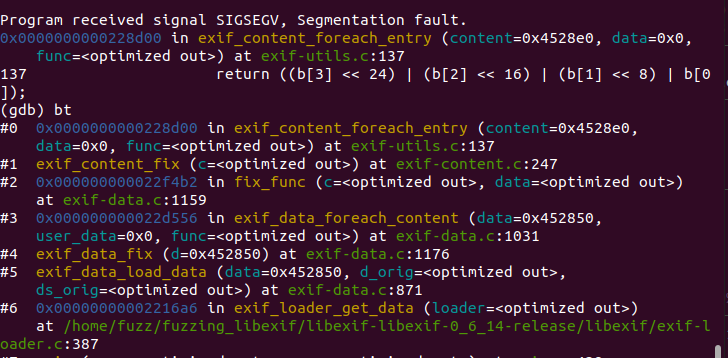 Program received signal SIGSEGV, Segmentation fault.
0x0000000000228d00 in exif_content_foreach_entry (content=0x4528e0, data=0x0,
func=<optimized out>) at exif-utils.c:137
137 return ((b[3] << 24) | (b[2] << 16) | (b[1] << 8) | b[0
]);
(gdb) bt
#0 0x0000000000228d00 in exif_content_foreach_entry (content=0x4528e0,
data=0x0, func=<optimized out>) at exif-utils.c:137
#1 exif_content_fix (c=<optimized out>) at exif-content.c:247
#2 0x000000000022f4b2 in fix_func (c=<optimized out>, data=<optimized out>)
at exif-data.c:1159
#3 0x000000000022d556 in exif_data_foreach_content (data=0x452850,
user_data=0x0, func=<optimized out>) at exif-data.c:1031
#4 exif_data_fix (d=0x452850) at exif-data.c:1176
#5 exif_data_load_data (data=0x452850, d_orig=<optimized out>,
ds_orig=<optimized out>) at exif-data.c:871
#6 0x00000000002216a6 in exif_loader_get_data (loader=<optimized out>)
at /home/fuzz/fuzzing_libexif/libexif-libexif-0_6_14-release/libexif/exif-l
oader.c:387